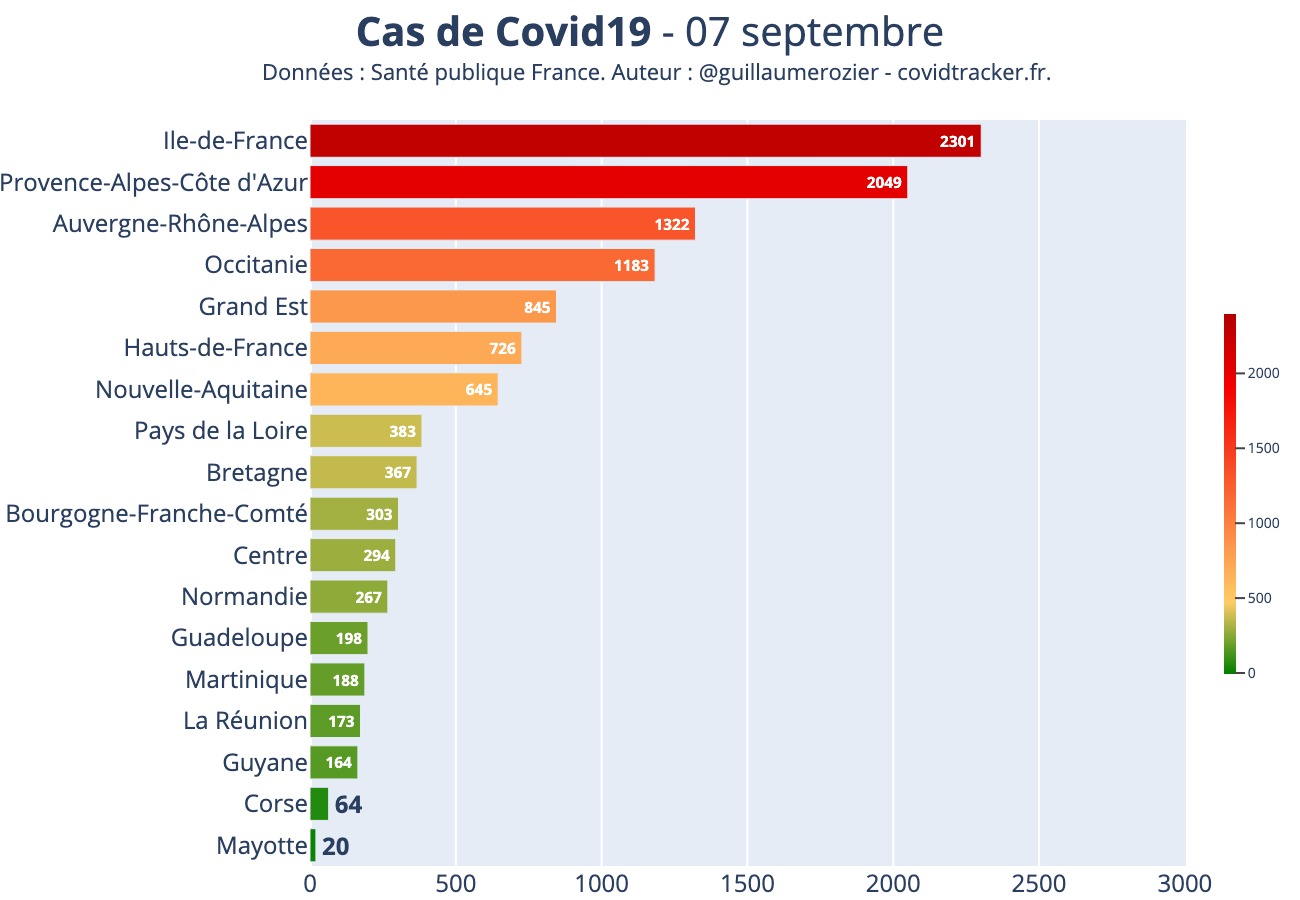 Cas de Covid19 - 07 septembre
Données : Santé publique France. Auteur : @guillaumerozier - covidtracker.fr.
Ile-de-France 2301
Provence-Alpes-Côte d'Azur 2049
Auvergne-Rhône-Alpes 1322
Occitanie 1183
Grand Est 845
Hauts-de-France 726
Nouvelle-Aquitaine 645
Pays de la Loire 383
Bretagne 367
Bourgogne-Franche-Comté 303
Centre 294
Normandie 267
Guadeloupe 198
Martinique 188
La Réunion 173
Guyane 164
Corse 64
Mayotte 20
0 500 1000 1500 2000 2500 3000
2000
1500
1000
500
0